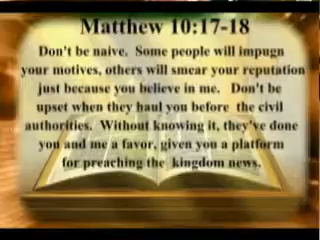 Matthew 10:17-18
Don't be naive.  Some people will impugn
your motives, others will smear your reputation
just because you believe in me.   Don't be
upset when they haul you before  the civil
authorities.  Without knowing it, they've done
you and me a favor, given you a platform
for preaching the  kingdom news.